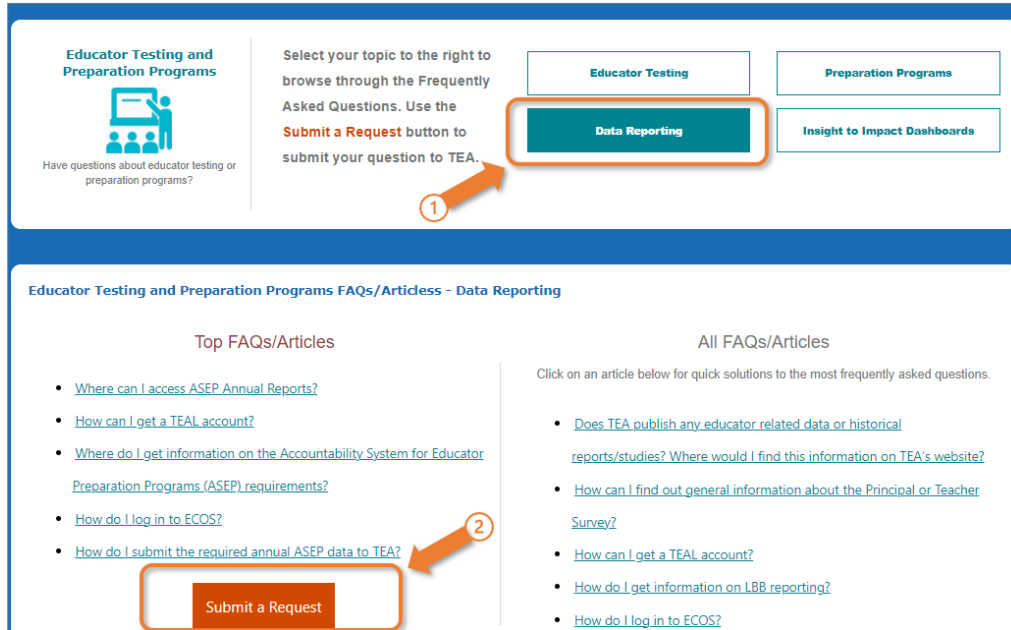 Educator Testing and
Preparation Programs
Have questions about educator testing or
preparation programs?
Select your topic to the right to
browse through the Frequently
Asked Questions. Use the
Submit a Request button to
submit your question to TEA.
Educator Testing
Preparation Programs
Data Reporting
Insight to Impact Dashboards
1
Educator Testing and Preparation Programs FAQs/Articless - Data Reporting
Top FAQs/Articles
Where can I access ASEP Annual Reports?
How can I get a TEAL account?
Where do I get information on the Accountability System for Educator
Preparation Programs (ASEP) requirements?
How do I log in to ECOS?
How do I submit the required annual ASEP data to TEA?
2
Submit a Request
All FAQs/Articles
Click on an article below for quick solutions to the most frequently asked questions.
Does TEA publish any educator related data or historical
reports/studies? Where would I find this information on TEA's website?
How can I find out general information about the Principal or Teacher
Survey?
How can I get a TEAL account?
How do I get information on LBB reporting?
How do I log in to ECOS?